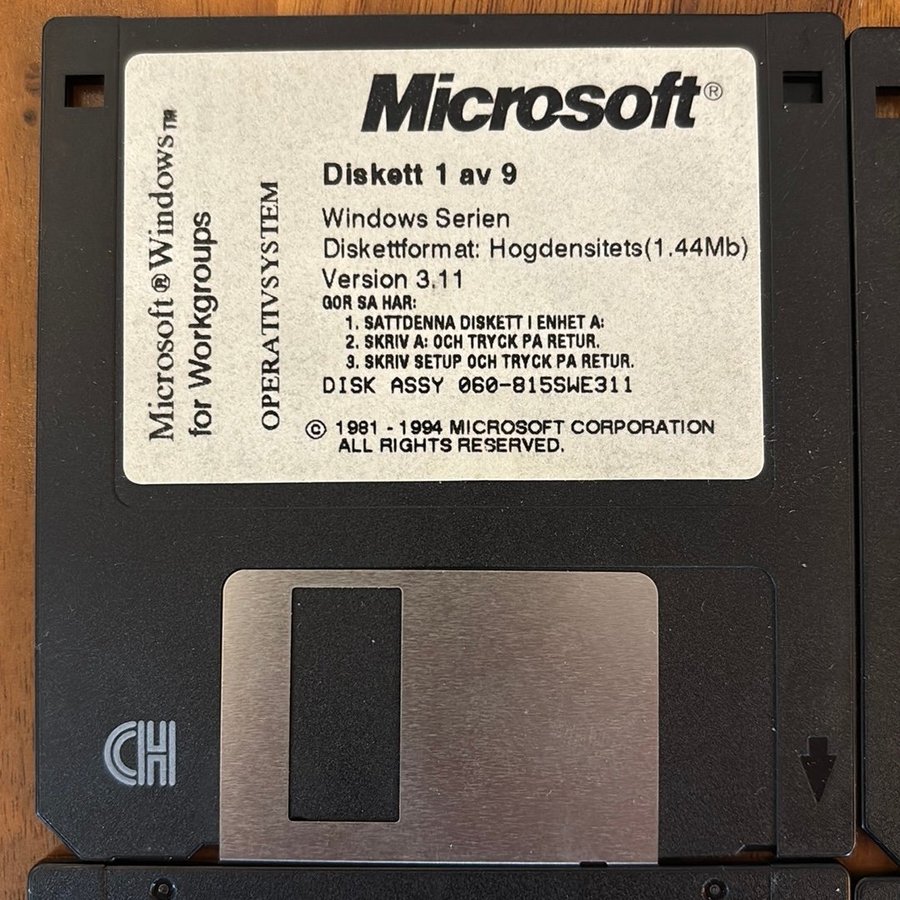 Microsoft®
Microsoft®Windows™
for Workgroups
OPERATIVSYSTEM
Diskett 1 av 9
Windows Serien
Diskettformat: Hogdensitets(1.44Mb)
Version 3.11
GOR SA HAR:
1. SATTDENNA DISKETT I ENHET A:
2. SKRIV A: OCH TRYCK PA RETUR.
3. SKRIV SETUP OCH TRYCK PA RETUR.
DISK ASSY 060-815SWE311
© 1981 - 1994 MICROSOFT CORPORATION
ALL RIGHTS RESERVED.
CH